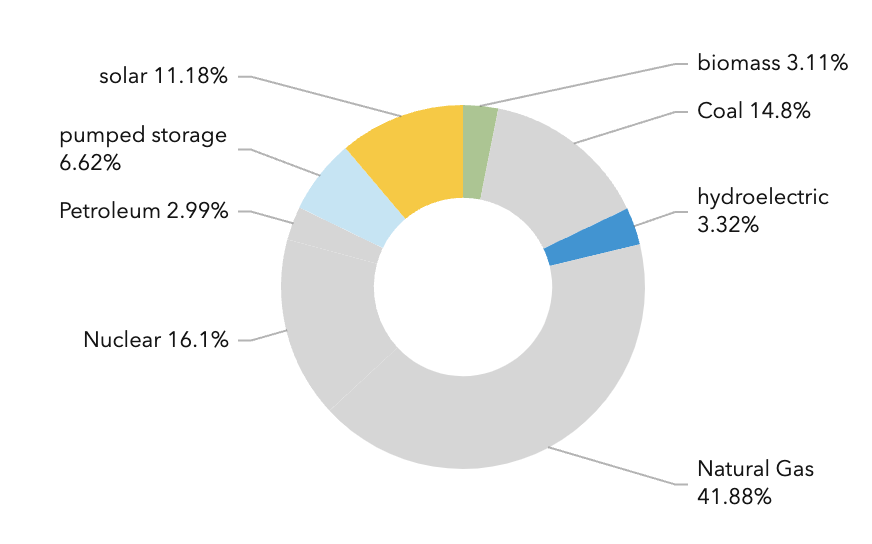 biomass 3.11%
Coal 14.8%
hydroelectric
3.32%
Natural Gas
41.88%
Nuclear 16.1%
Petroleum 2.99%
pumped storage
6.62%
solar 11.18%